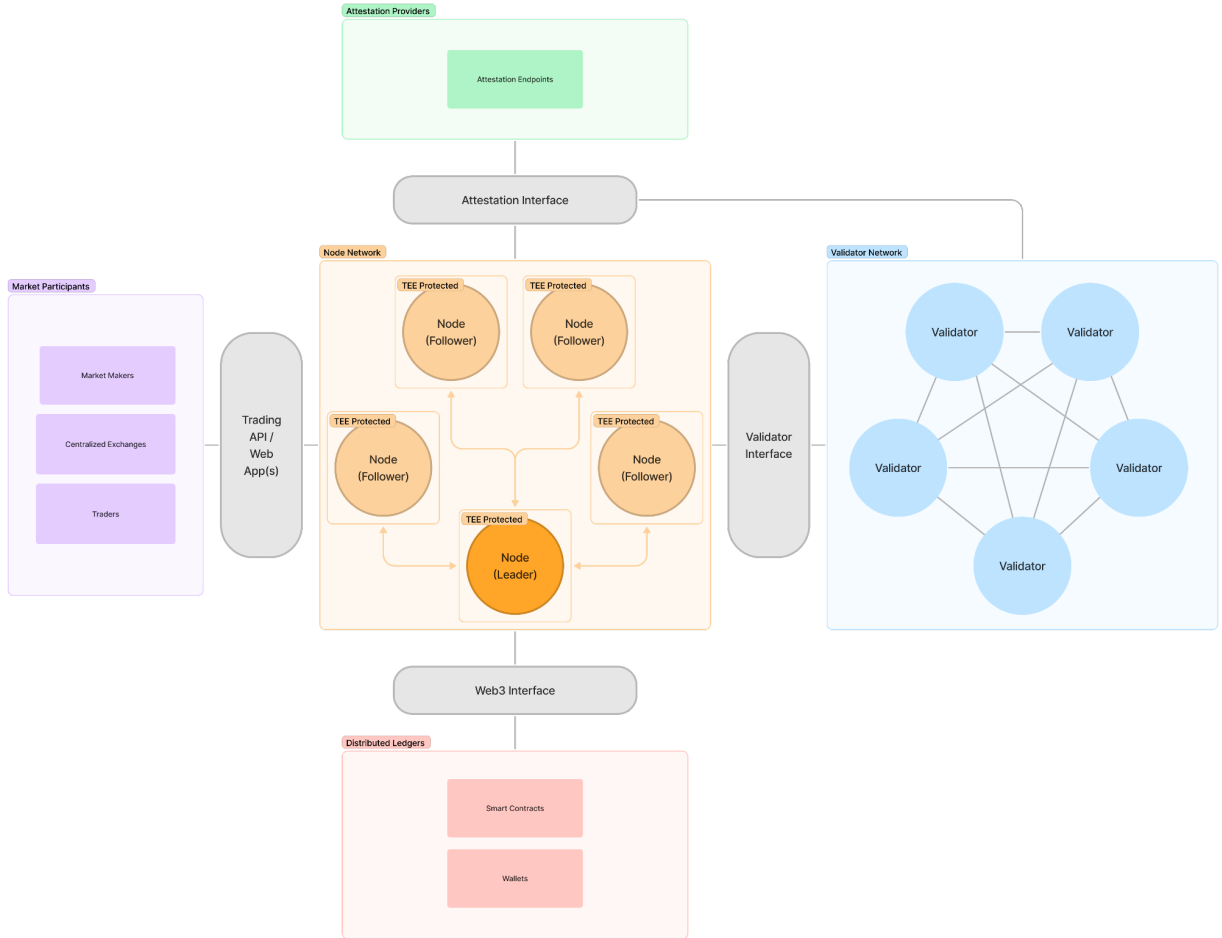 Attestation Providers
Attestation Endpoints
Attestation Interface
Node Network
Validator Network
Market Participants
TEE Protected
Node
(Follower)
TEE Protected
Node
(Follower)
Validator
Validator
Market Makers
Centralized Exchanges
Traders
Trading
API /
Web
App(s)
TEE Protected
Node
(Follower)
TEE Protected
Node
(Follower)
Validator
Interface
Validator
Validator
TEE Protected
Node
(Leader)
Validator
Web3 Interface
Distributed Ledgers
Smart Contracts
Wallets